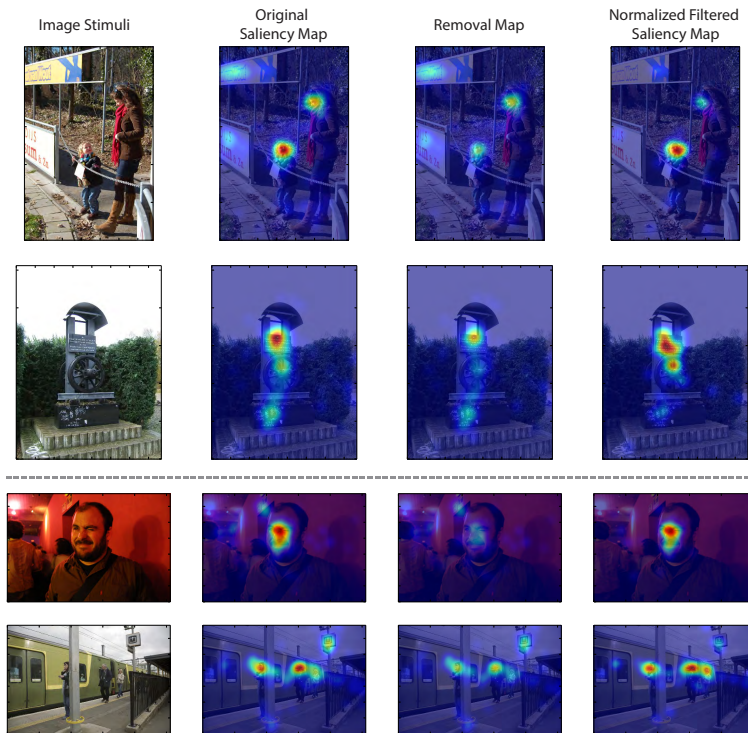 Image Stimuli
Original
Saliency Map
Removal Map
Normalized Filtered
Saliency Map